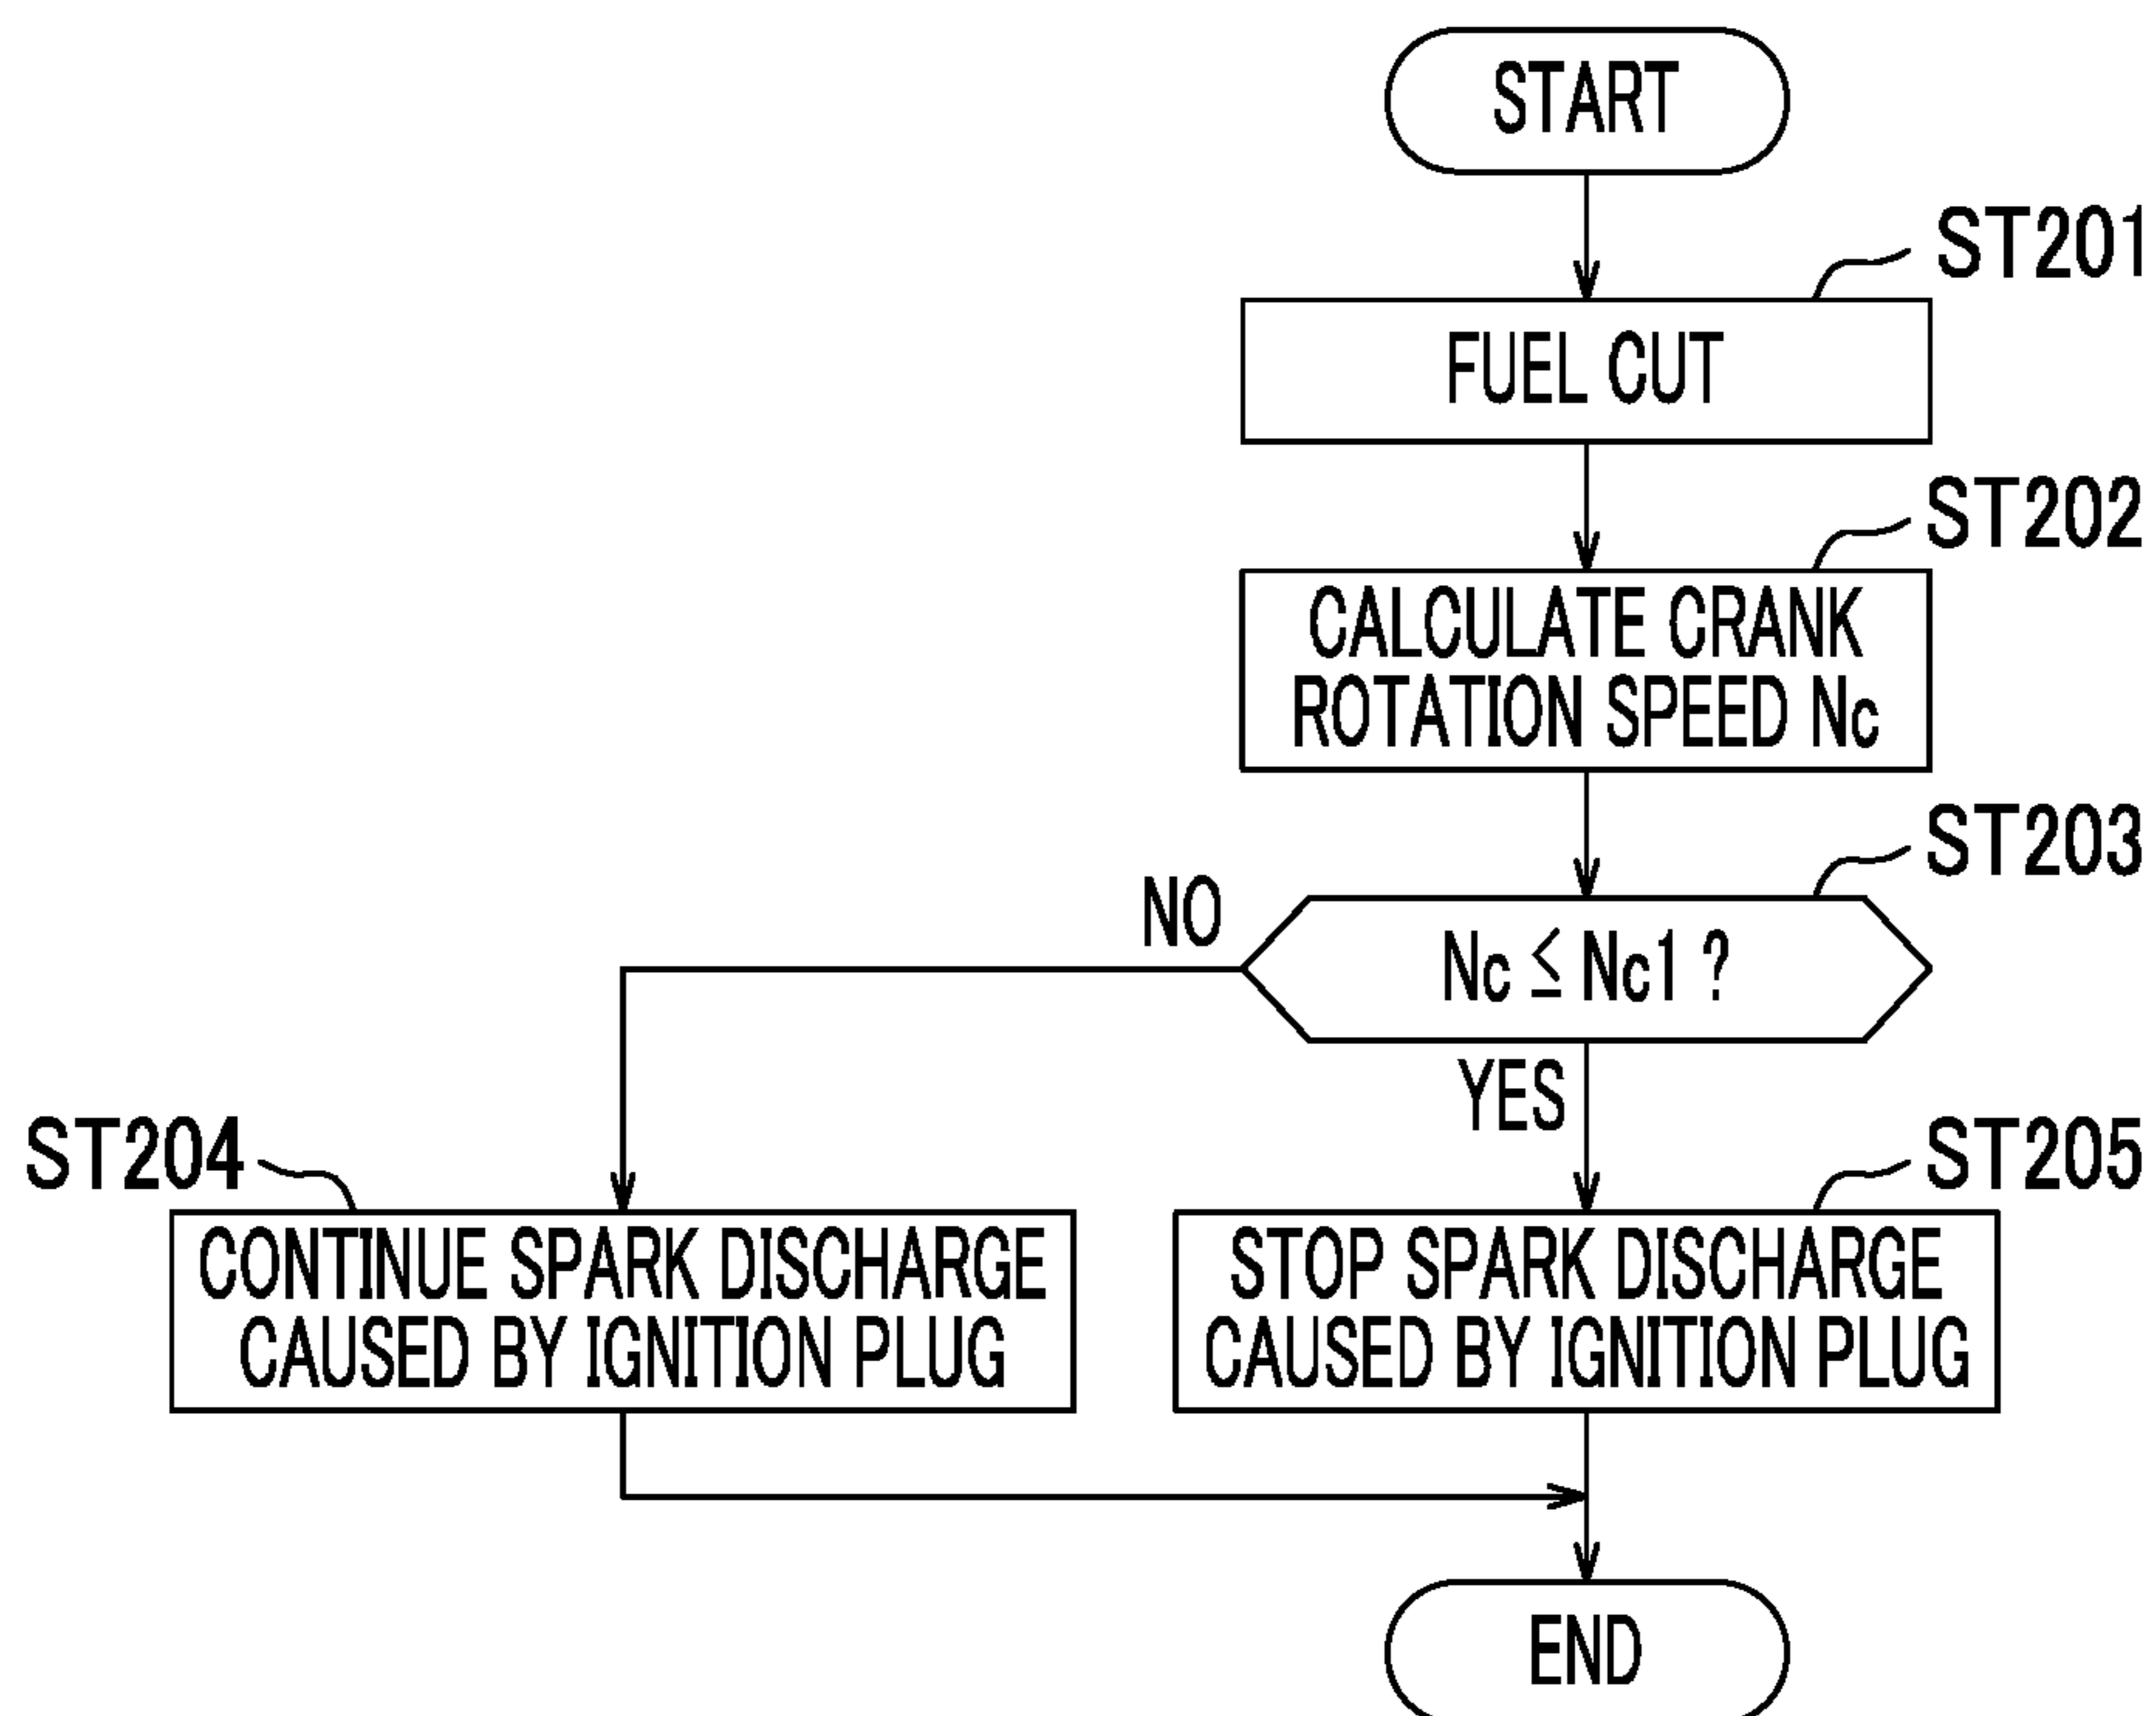 START
ST201
FUEL CUT
ST202
CALCULATE CRANK
ROTATION SPEED Nc
ST203
NO
Nc ≦ Nc1 ?
YES
ST204
CONTINUE SPARK DISCHARGE
CAUSED BY IGNITION PLUG
ST205
STOP SPARK DISCHARGE
CAUSED BY IGNITION PLUG
END